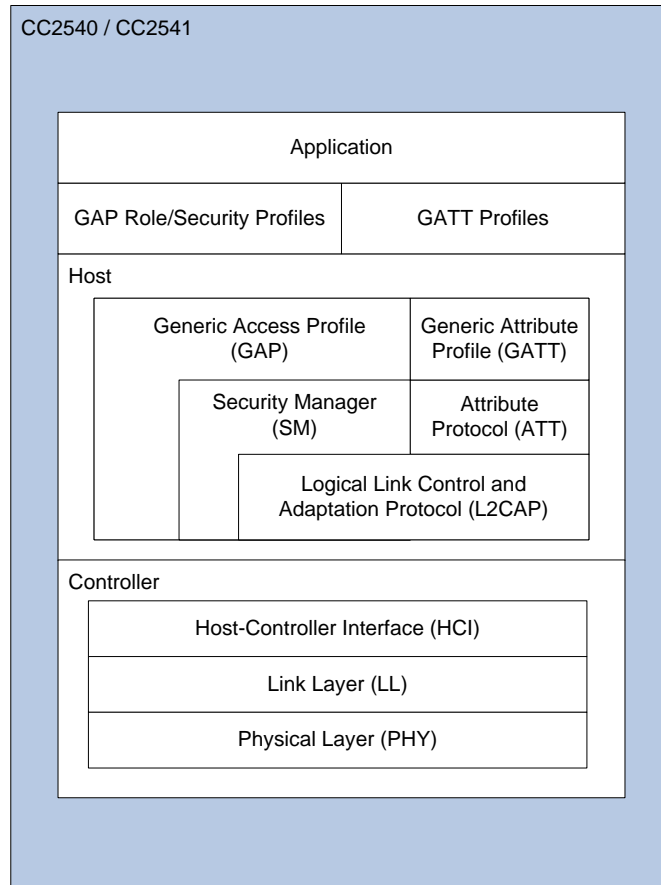 CC2540 / CC2541
Application
GAP Role/Security Profiles
GATT Profiles
Host
Generic Access Profile
(GAP)
Generic Attribute
Profile (GATT)
Security Manager
(SM)
Attribute
Protocol (ATT)
Logical Link Control and
Adaptation Protocol (L2CAP)
Controller
Host-Controller Interface (HCI)
Link Layer (LL)
Physical Layer (PHY)